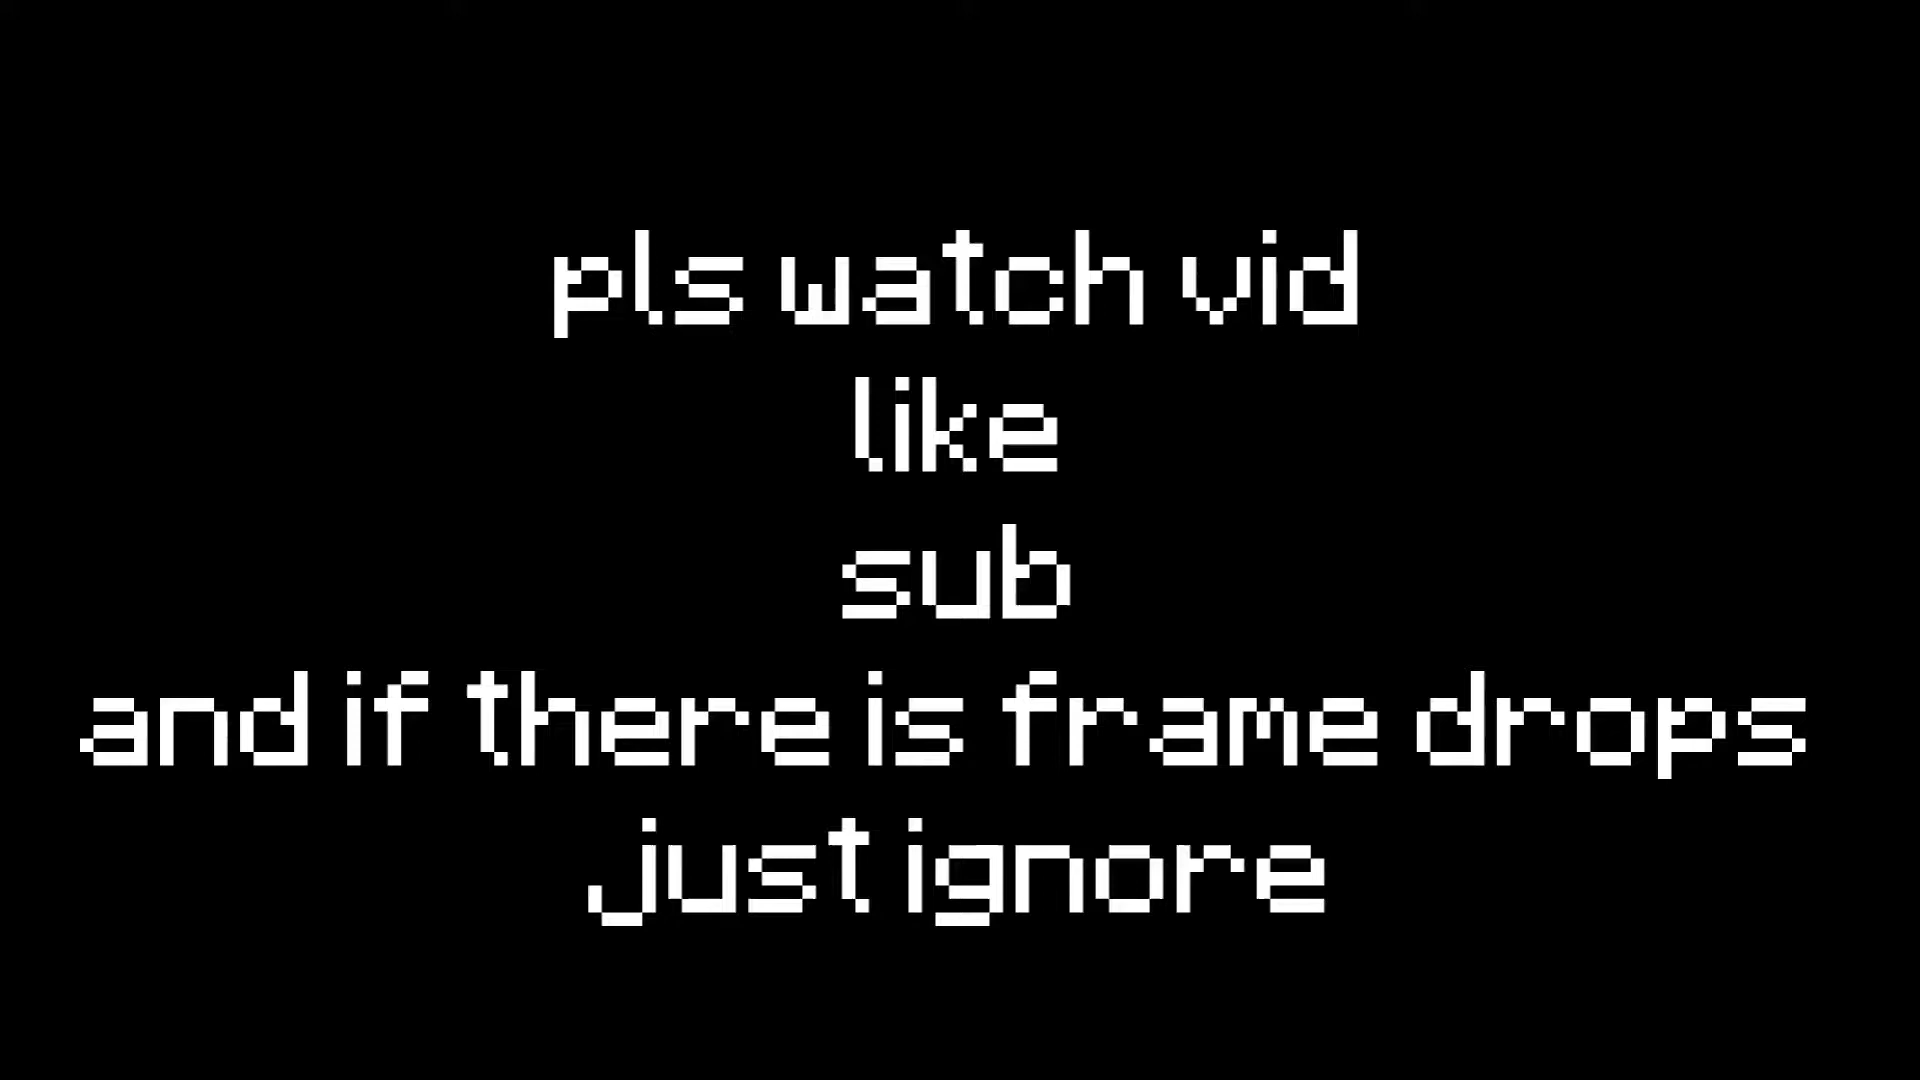 pls watch vid
like
sub
and if there is frame drops
just ignore